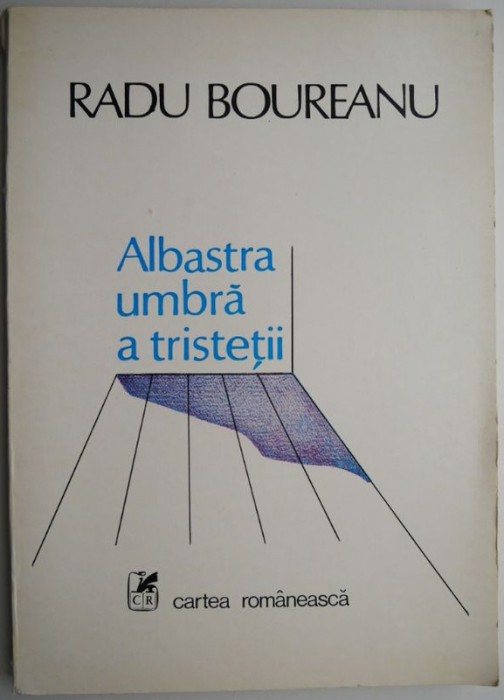 RADU BOUREANU
Albastra
umbră
a tristeții
CR
cartea românească